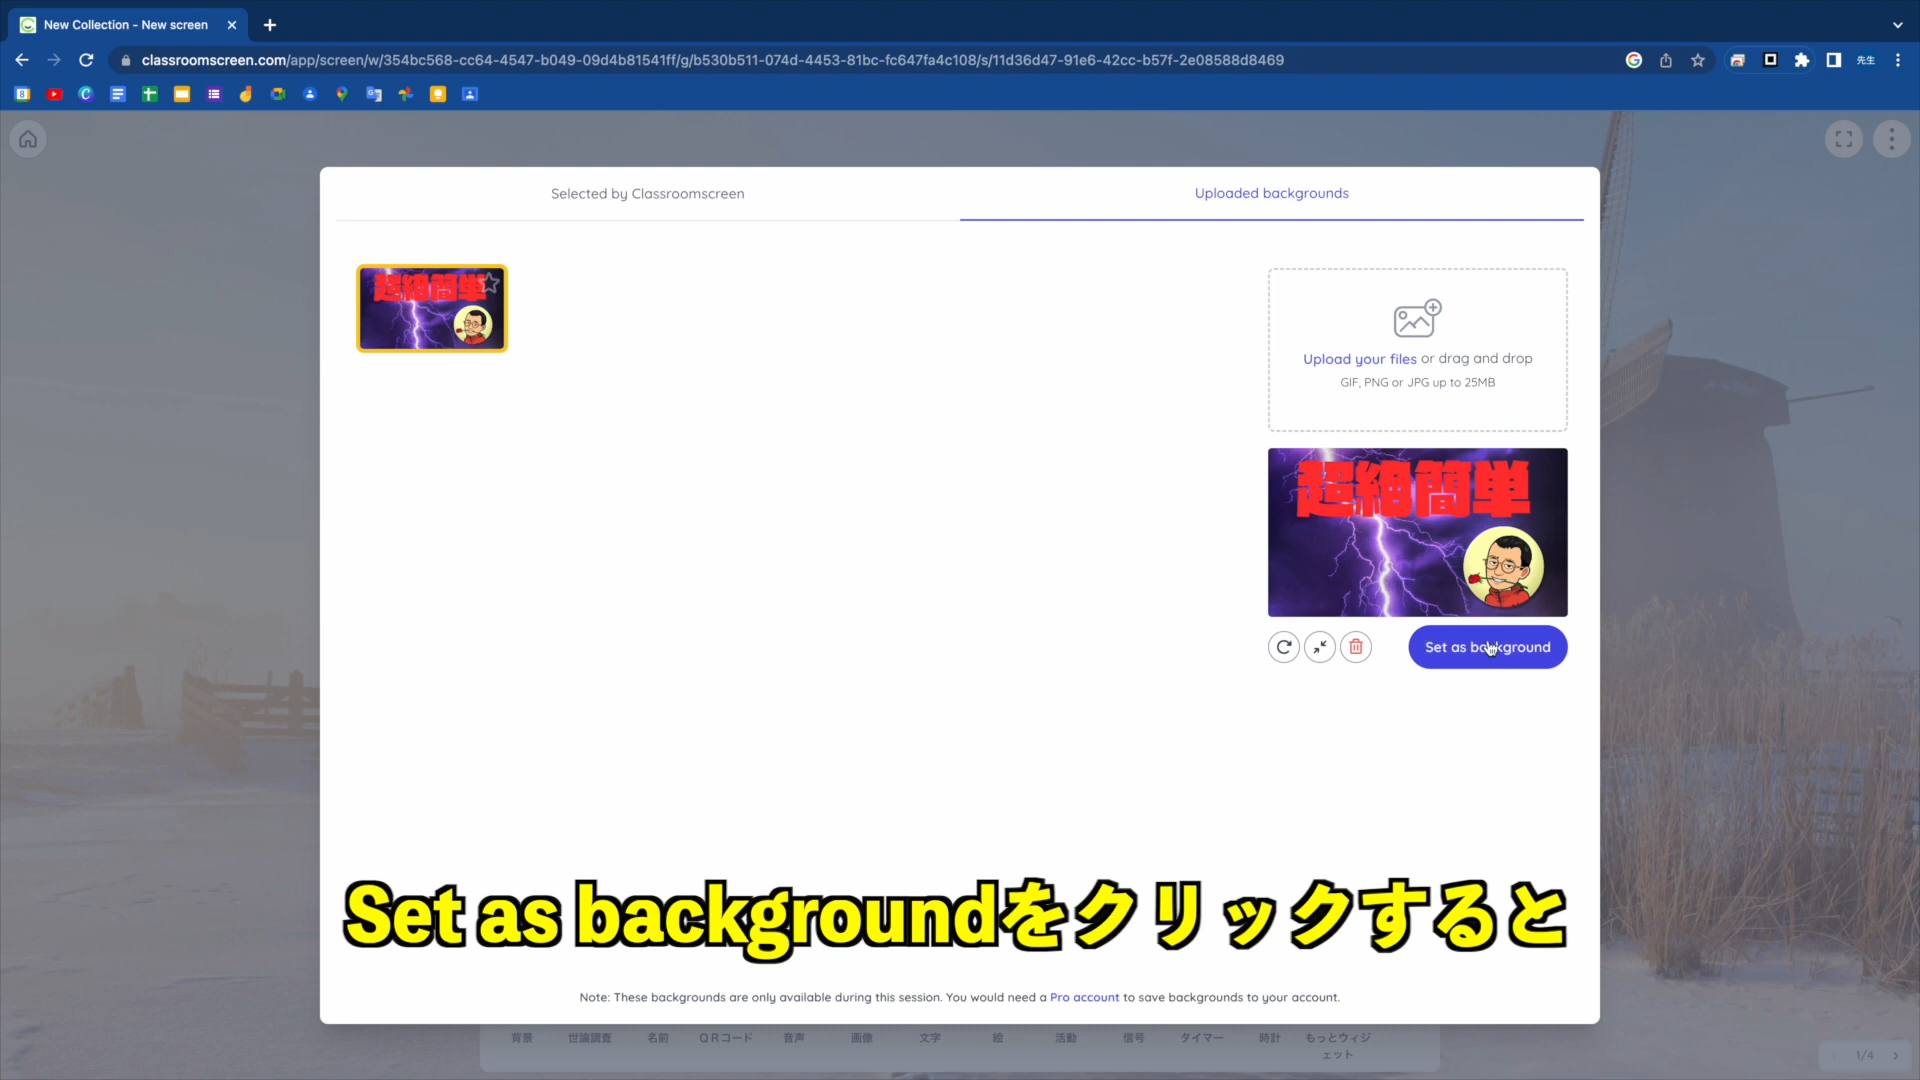 New Collection - New screen
classroomscreen.com/app/screen/w/354bc568-cc64-4547-b049-09d4b81541ff/g/b530b511-074d-4453-81bc-fc647fa4c108/s/11d36d47-91e6-42cc-b57f-2e08588d8469
先生
Selected by Classroomscreen
Uploaded backgrounds
超絶簡単
Upload your files or drag and drop
GIF, PNG or JPG up to 25MB
超絶簡単
Set as background
Set as backgroundをクリックすると
Note: These backgrounds are only available during this session. You would need a Pro account to save backgrounds to your account.
背景 世論調査 名前 QRコード 音声 画像 文字 絵 活動 信号 タイマー 時計 もっとウィジ
ェット
1/4